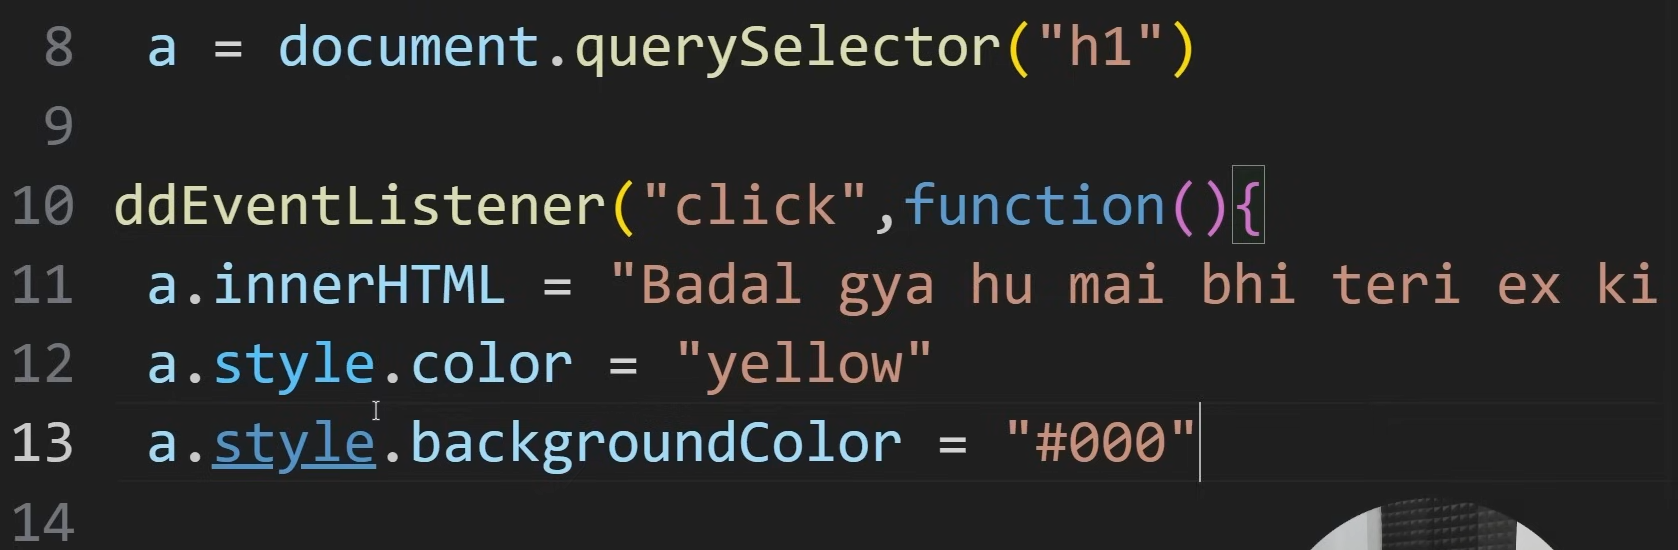 8 a = document.querySelector("h1")
9
10 ddEventListener("click",function(){
11 a.innerHTML = "Badal gya hu mai bhi teri ex ki
12 a.style.color = "yellow"
13 a.style.backgroundColor = "#000"
14